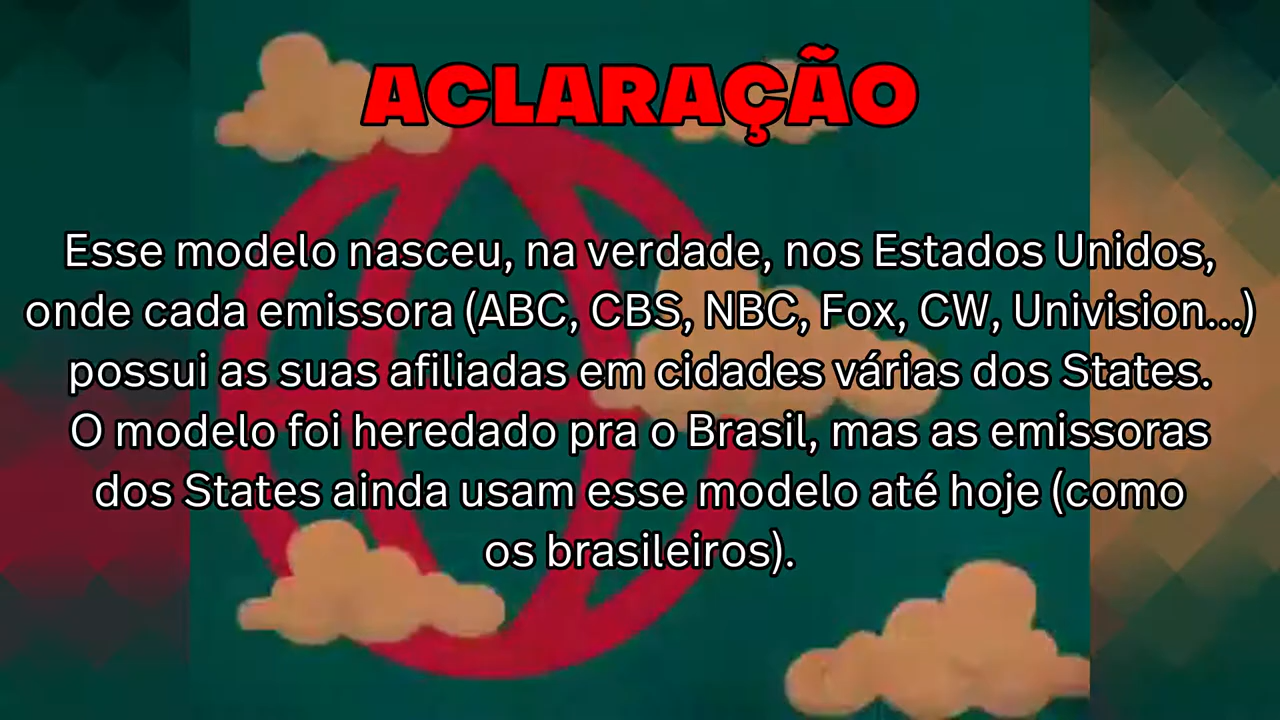 ACLARAÇÃO
Esse modelo nasceu, na verdade, nos Estados Unidos,
onde cada emissora (ABC, CBS, NBC, Fox, CW, Univision...)
possui as suas afiliadas em cidades várias dos States.
O modelo foi heredado pra o Brasil, mas as emissoras
dos States ainda usam esse modelo até hoje (como
os brasileiros).